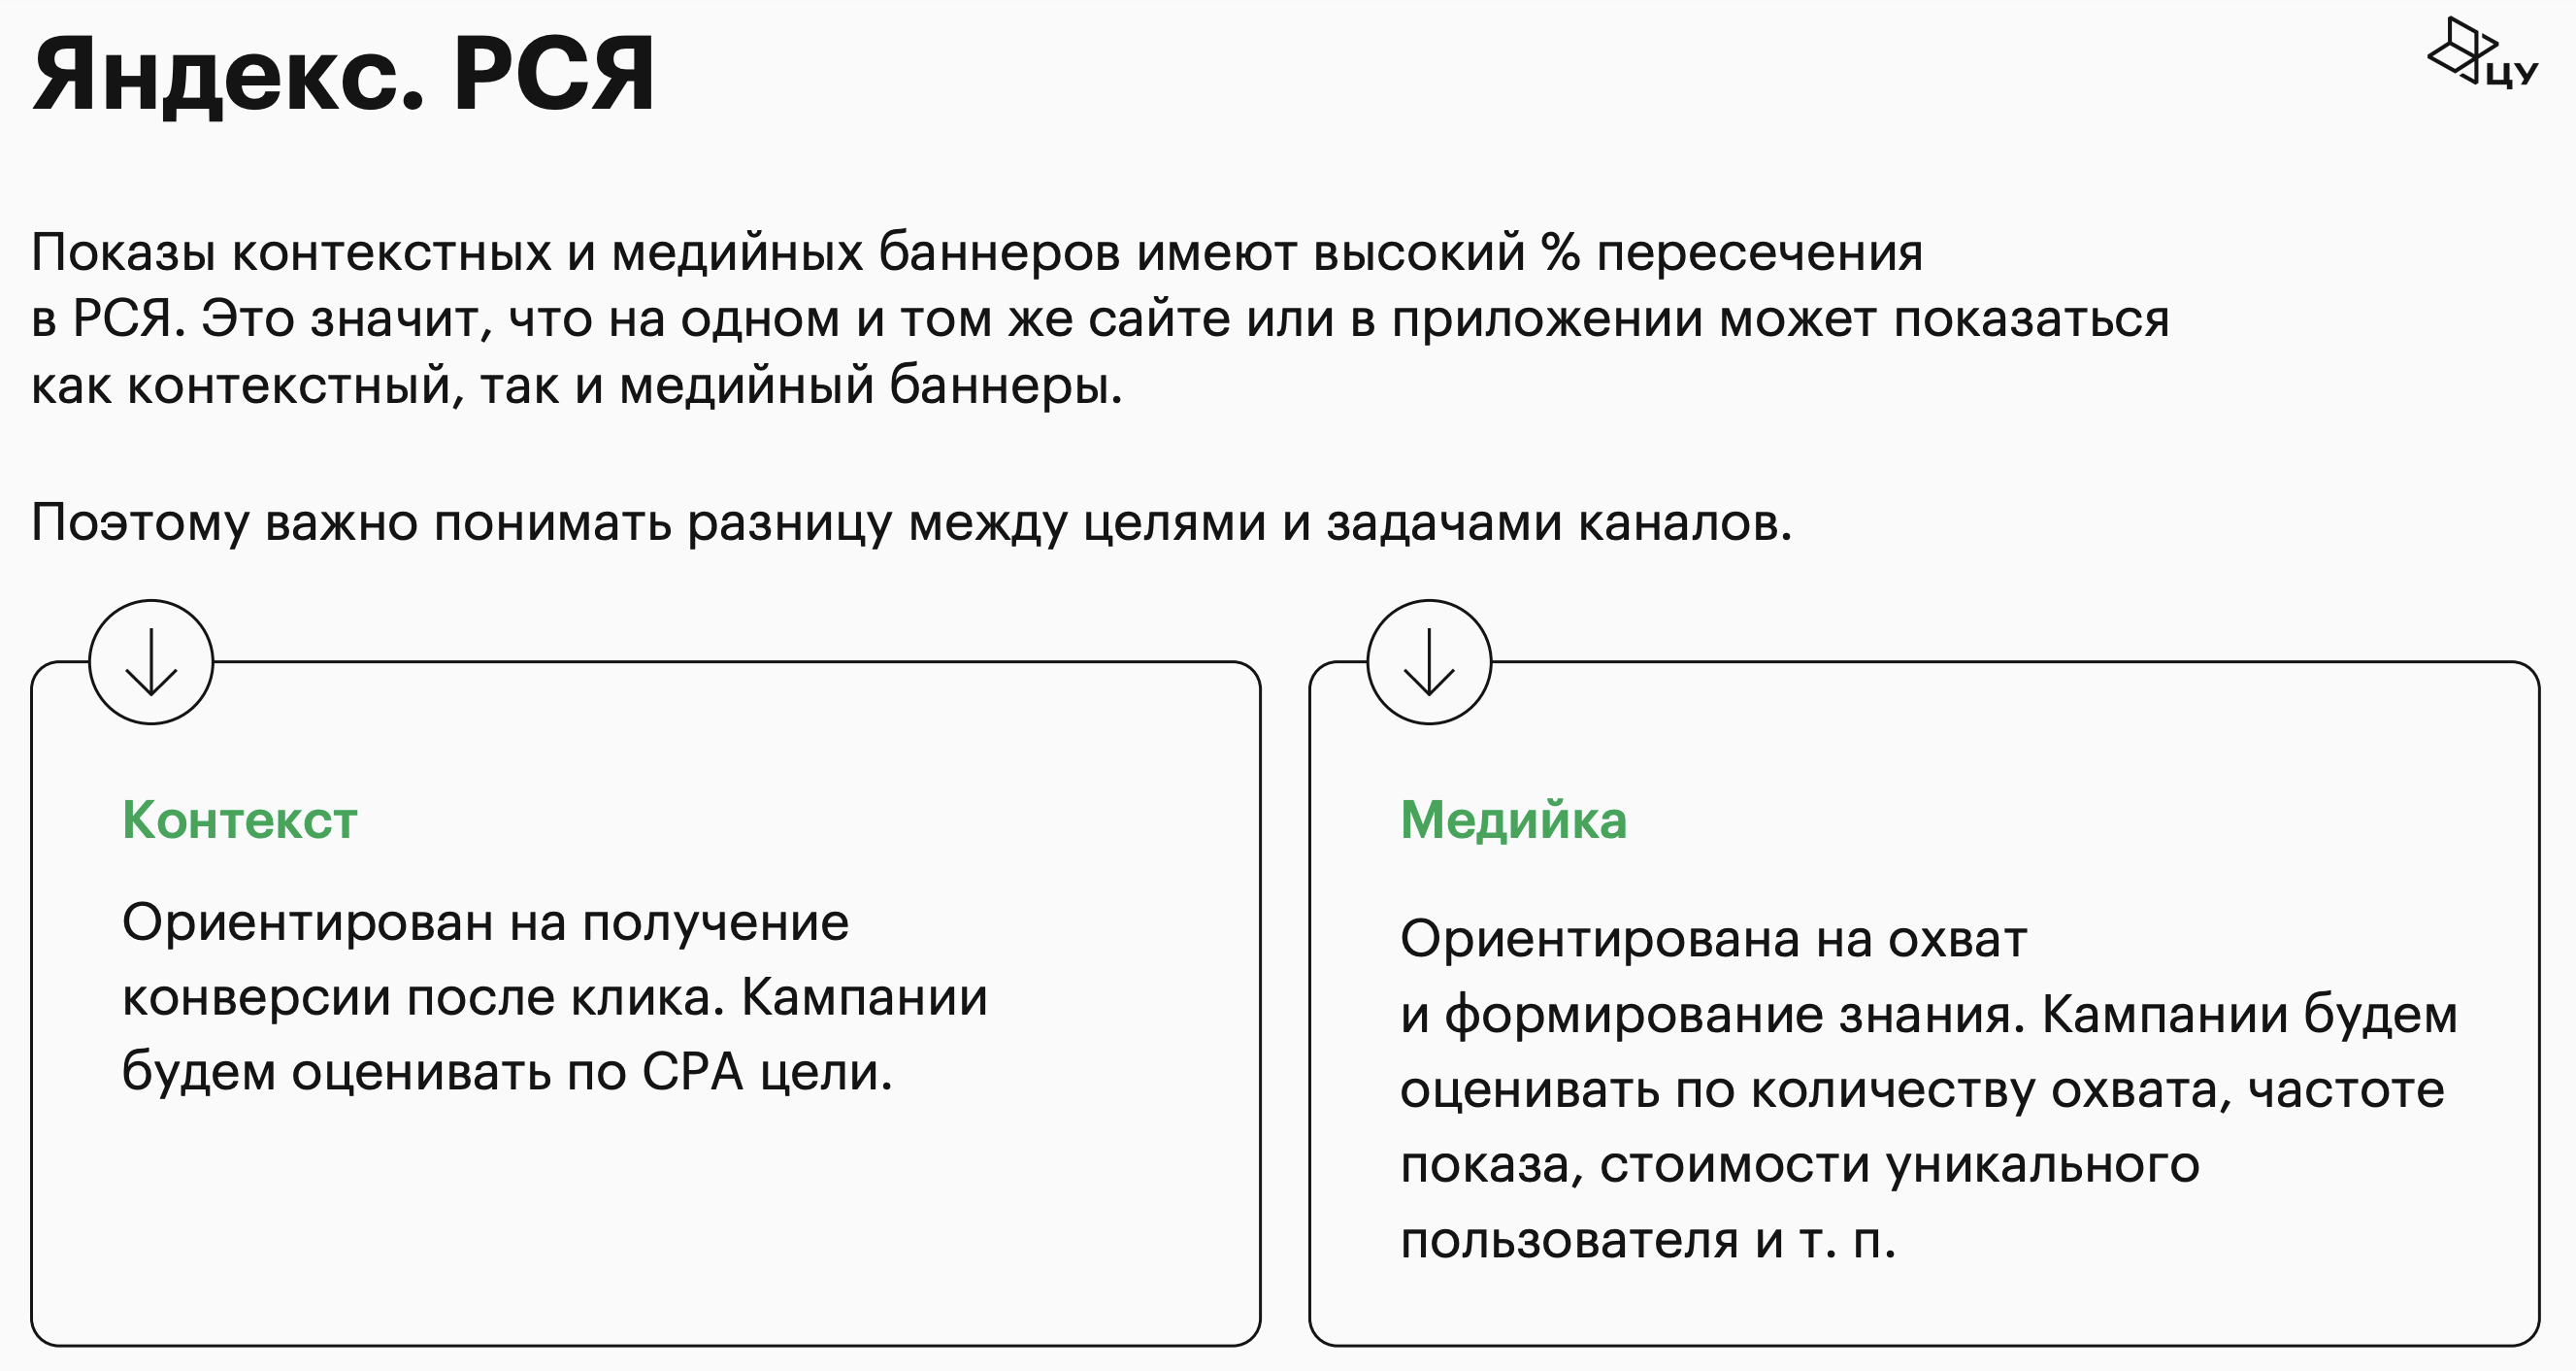 Яндекс. РСЯ
ЦУ
Показы контекстных и медийных баннеров имеют высокий % пересечения
в РСЯ. Это значит, что на одном и том же сайте или в приложении может показаться
как контекстный, так и медийный баннеры.
Поэтому важно понимать разницу между целями и задачами каналов.
Контекст
Ориентирован на получение
конверсии после клика. Кампании
будем оценивать по CPA цели.
Медийка
Ориентирована на охват
и формирование знания. Кампании будем
оценивать по количеству охвата, частоте
показа, стоимости уникального
пользователя и т. п.